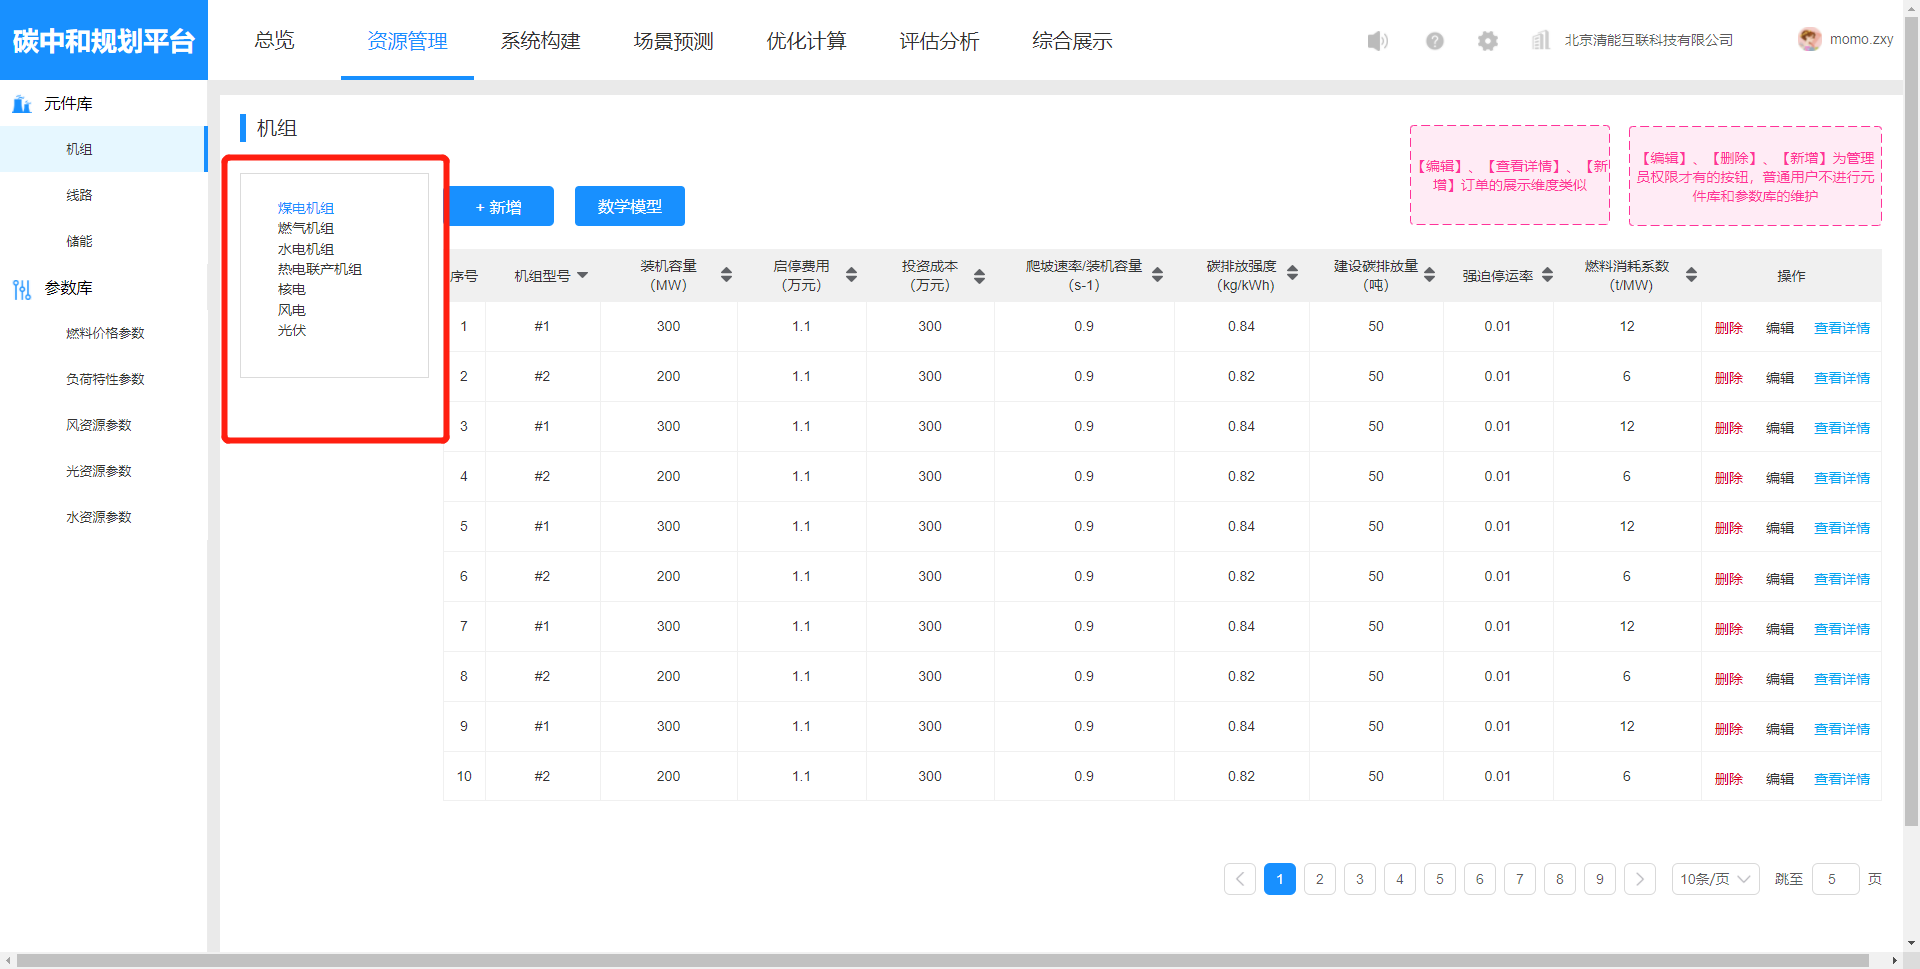 碳中和规划平台
总览
资源管理
系统构建
场景预测
优化计算
评估分析
综合展示
北京清能互联科技有限公司
momo.zxy
元件库
机组
线路
储能
参数库
燃料价格参数
负荷特性参数
风资源参数
光资源参数
水资源参数
机组
煤电机组
燃气机组
水电机组
热电联产机组
核电
风电
光伏
+ 新增
数学模型
【编辑】、【查看详情】、【新
增】订单的展示维度类似
【编辑】、【删除】、【新增】为管理
员权限才有的按钮，普通用户不进行元
件库和参数库的维护
序号 机组型号 装机容量（MW） 启停费用（万元） 投资成本（万元） 爬坡速率/装机容量（s-1） 碳排放强度（kg/kWh） 建设碳排放量（吨） 强迫停运率 燃料消耗系数（t/MW） 操作
1 #1 300 1.1 300 0.9 0.84 50 0.01 12 删除 编辑 查看详情
2 #2 200 1.1 300 0.9 0.82 50 0.01 6 删除 编辑 查看详情
3 #1 300 1.1 300 0.9 0.84 50 0.01 12 删除 编辑 查看详情
4 #2 200 1.1 300 0.9 0.82 50 0.01 6 删除 编辑 查看详情
5 #1 300 1.1 300 0.9 0.84 50 0.01 12 删除 编辑 查看详情
6 #2 200 1.1 300 0.9 0.82 50 0.01 6 删除 编辑 查看详情
7 #1 300 1.1 300 0.9 0.84 50 0.01 12 删除 编辑 查看详情
8 #2 200 1.1 300 0.9 0.82 50 0.01 6 删除 编辑 查看详情
9 #1 300 1.1 300 0.9 0.84 50 0.01 12 删除 编辑 查看详情
10 #2 200 1.1 300 0.9 0.82 50 0.01 6 删除 编辑 查看详情
1 2 3 4 5 6 7 8 9 10条/页 跳至 5 页